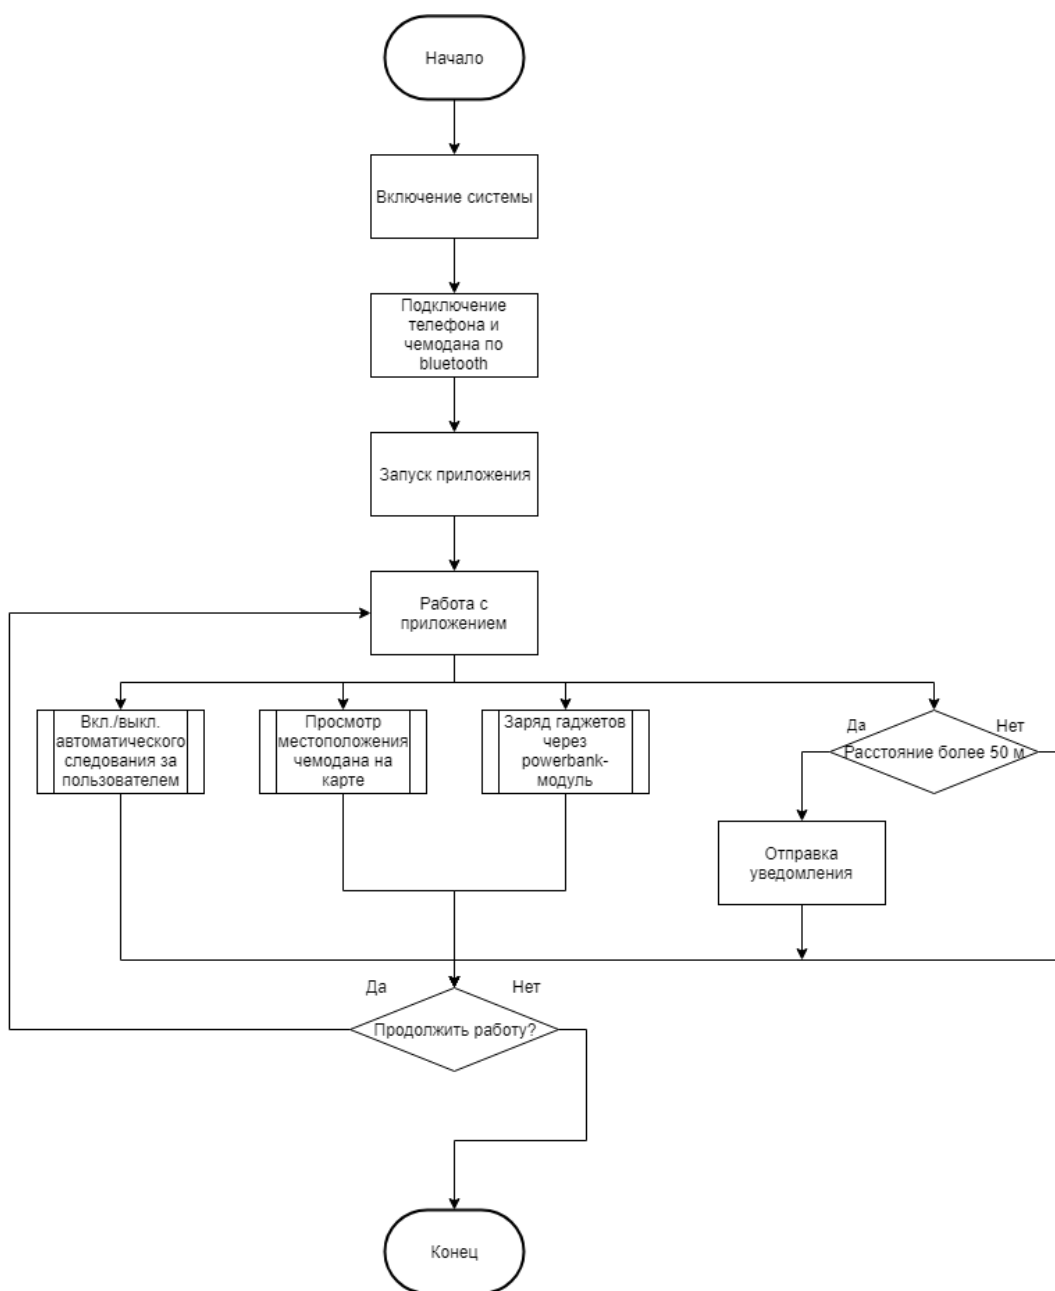 Начало
Включение системы
Подключение
телефона и
чемодана по
bluetooth
Запуск приложения
Работа с
приложением
Вкл./выкл.
автоматического
следования за
пользователем
Просмотр
местоположения
чемодана на
карте
Заряд гаджетов
через
powerbank-
модуль
Да
Нет
Расстояние более 50 м
Отправка
уведомления
Да
Нет
Продолжить работу?
Конец